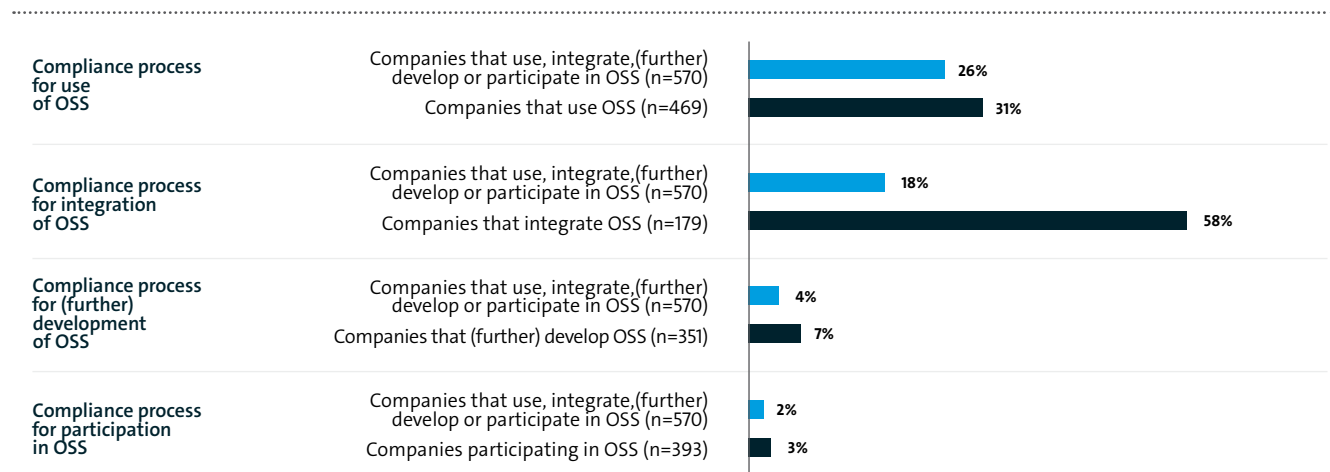 Compliance process
for use
of OSS
Companies that use, integrate,(further)
develop or participate in OSS (n=570)
26%
Companies that use OSS (n=469)
31%
Compliance process
for integration
of OSS
Companies that use, integrate,(further)
develop or participate in OSS (n=570)
18%
Companies that integrate OSS (n=179)
58%
Compliance process
for (further)
development
of OSS
Companies that use, integrate,(further)
develop or participate in OSS (n=570)
4%
Companies that (further) develop OSS (n=351)
7%
Compliance process
for participation
in OSS
Companies that use, integrate,(further)
develop or participate in OSS (n=570)
2%
Companies participating in OSS (n=393)
3%